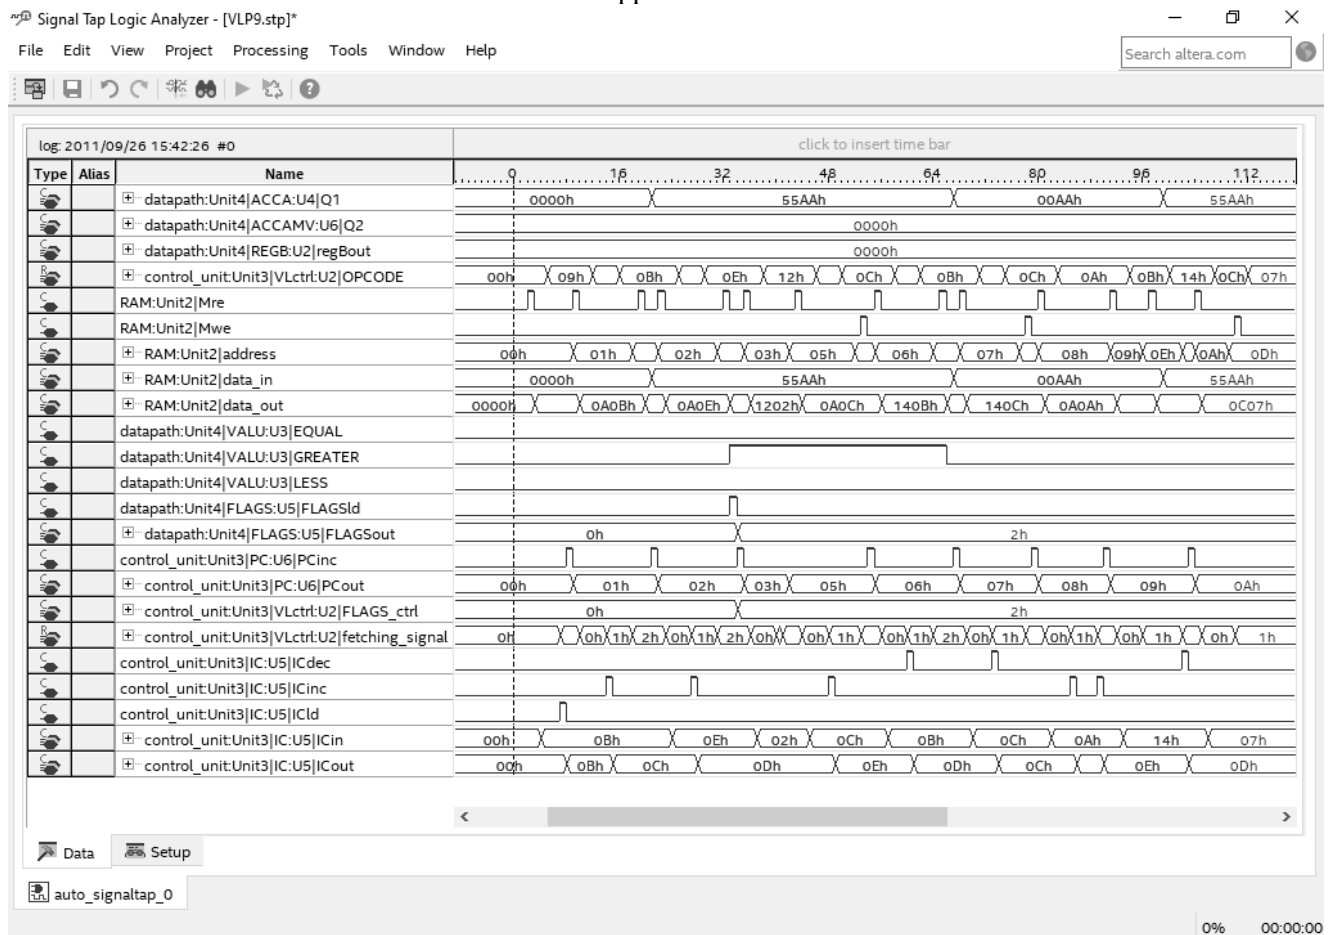 Signal Tap Logic Analyzer - [VLP9.stp]*
File Edit View Project Processing Tools Window Help
Search altera.com
log: 2011/09/26 15:42:26 #0
click to insert time bar
Type Alias Name 0 16 32 48 64 80 96 112
datapath:Unit4|ACCA:U4|Q1 0000h 55AAh 00AAh 55AAh
datapath:Unit4|ACCAMV:U6|Q2 0000h
datapath:Unit4|REGB:U2|regBout 0000h
control_unit:Unit3|VLctrl:U2|OPCODE 00h 09h 0Bh 0Eh 12h 0Ch 0Bh 0Ch 0Ah 0Bh 14h 0Ch 07h
RAM:Unit2|Mre
RAM:Unit2|Mwe
RAM:Unit2|address 00h 01h 02h 03h 05h 06h 07h 08h 09h 0Eh 0Ah 0Dh
RAM:Unit2|data_in 0000h 55AAh 00AAh 55AAh
RAM:Unit2|data_out 0000h 0A0Bh 0A0Eh 1202h 0A0Ch 140Bh 140Ch 0A0Ah 0C07h
datapath:Unit4|VALU:U3|EQUAL
datapath:Unit4|VALU:U3|GREATER
datapath:Unit4|VALU:U3|LESS
datapath:Unit4|FLAGS:U5|FLAGSld
datapath:Unit4|FLAGS:U5|FLAGSout 0h 2h
control_unit:Unit3|PC:U6|PCinc
control_unit:Unit3|PC:U6|PCout 00h 01h 02h 03h 05h 06h 07h 08h 09h 0Ah
control_unit:Unit3|VLctrl:U2|FLAGS_ctrl 0h 2h
control_unit:Unit3|VLctrl:U2|fetching_signal 0h 0h 1h 2h 0h 1h 2h 0h 0h 1h 0h 1h 2h 0h 1h 0h 1h 0h 1h 0h 1h
control_unit:Unit3|IC:U5|ICdec
control_unit:Unit3|IC:U5|ICinc
control_unit:Unit3|IC:U5|ICld
control_unit:Unit3|IC:U5|ICin 00h 0Bh 0Eh 02h 0Ch 0Bh 0Ch 0Ah 14h 07h
control_unit:Unit3|IC:U5|ICout 00h 0Bh 0Ch 0Dh 0Eh 0Dh 0Ch 0Eh 0Dh
Data Setup
auto_signaltap_0
0% 00:00:00